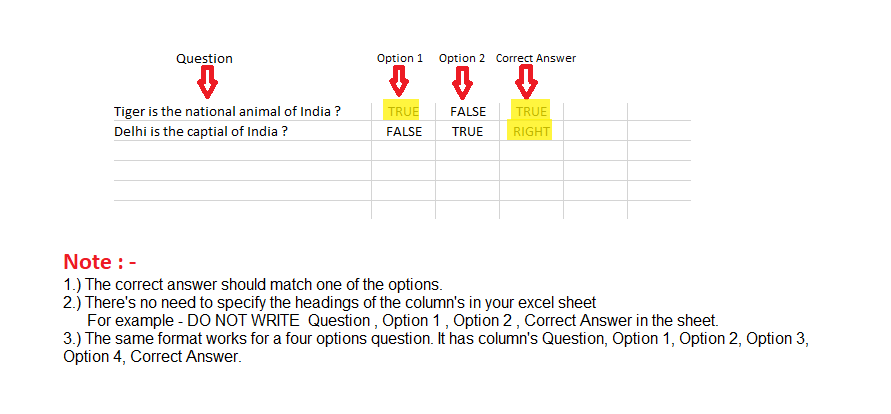 Question Option 1 Option 2 Correct Answer
Tiger is the national animal of India ? TRUE FALSE TRUE
Delhi is the captial of India ? FALSE TRUE RIGHT
Note : -
1.) The correct answer should match one of the options.
2.) There's no need to specify the headings of the column's in your excel sheet
For example - DO NOT WRITE Question , Option 1 , Option 2 , Correct Answer in the sheet.
3.) The same format works for a four options question. It has column's Question, Option 1, Option 2, Option 3,
Option 4, Correct Answer.